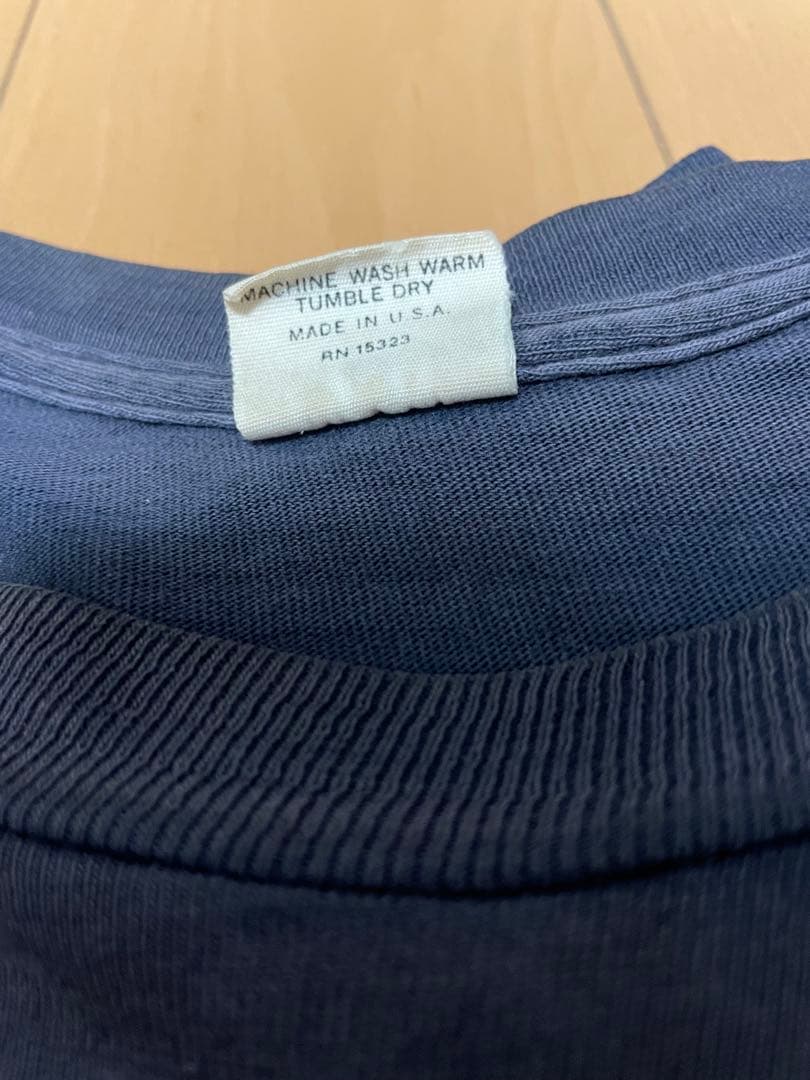 MACHINE WASH WARM
TUMBLE DRY
MADE IN U.S.A.
RN 15323